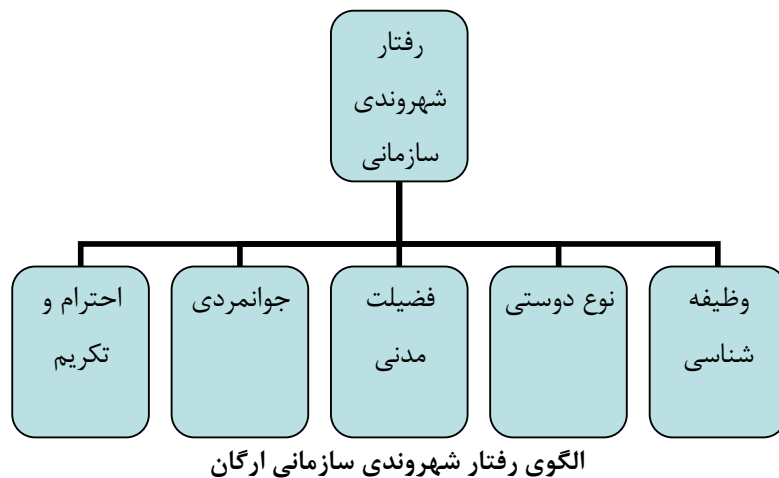 رفتار
شهروندی
سازمانی
وظیفه
شناسی
نوع دوستی
فضیلت
مدنی
جوانمردی
احترام و
تکریم
الگوی رفتار شهروندی سازمانی ارگان